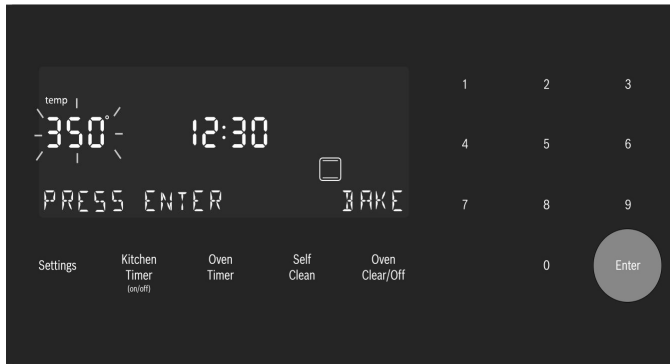 temp
350° 12:30
PRESS ENTER BAKE
Settings
Kitchen
Timer
(on/off)
Oven
Timer
Self
Clean
Oven
Clear/Off
1 2 3
4 5 6
7 8 9
0 Enter